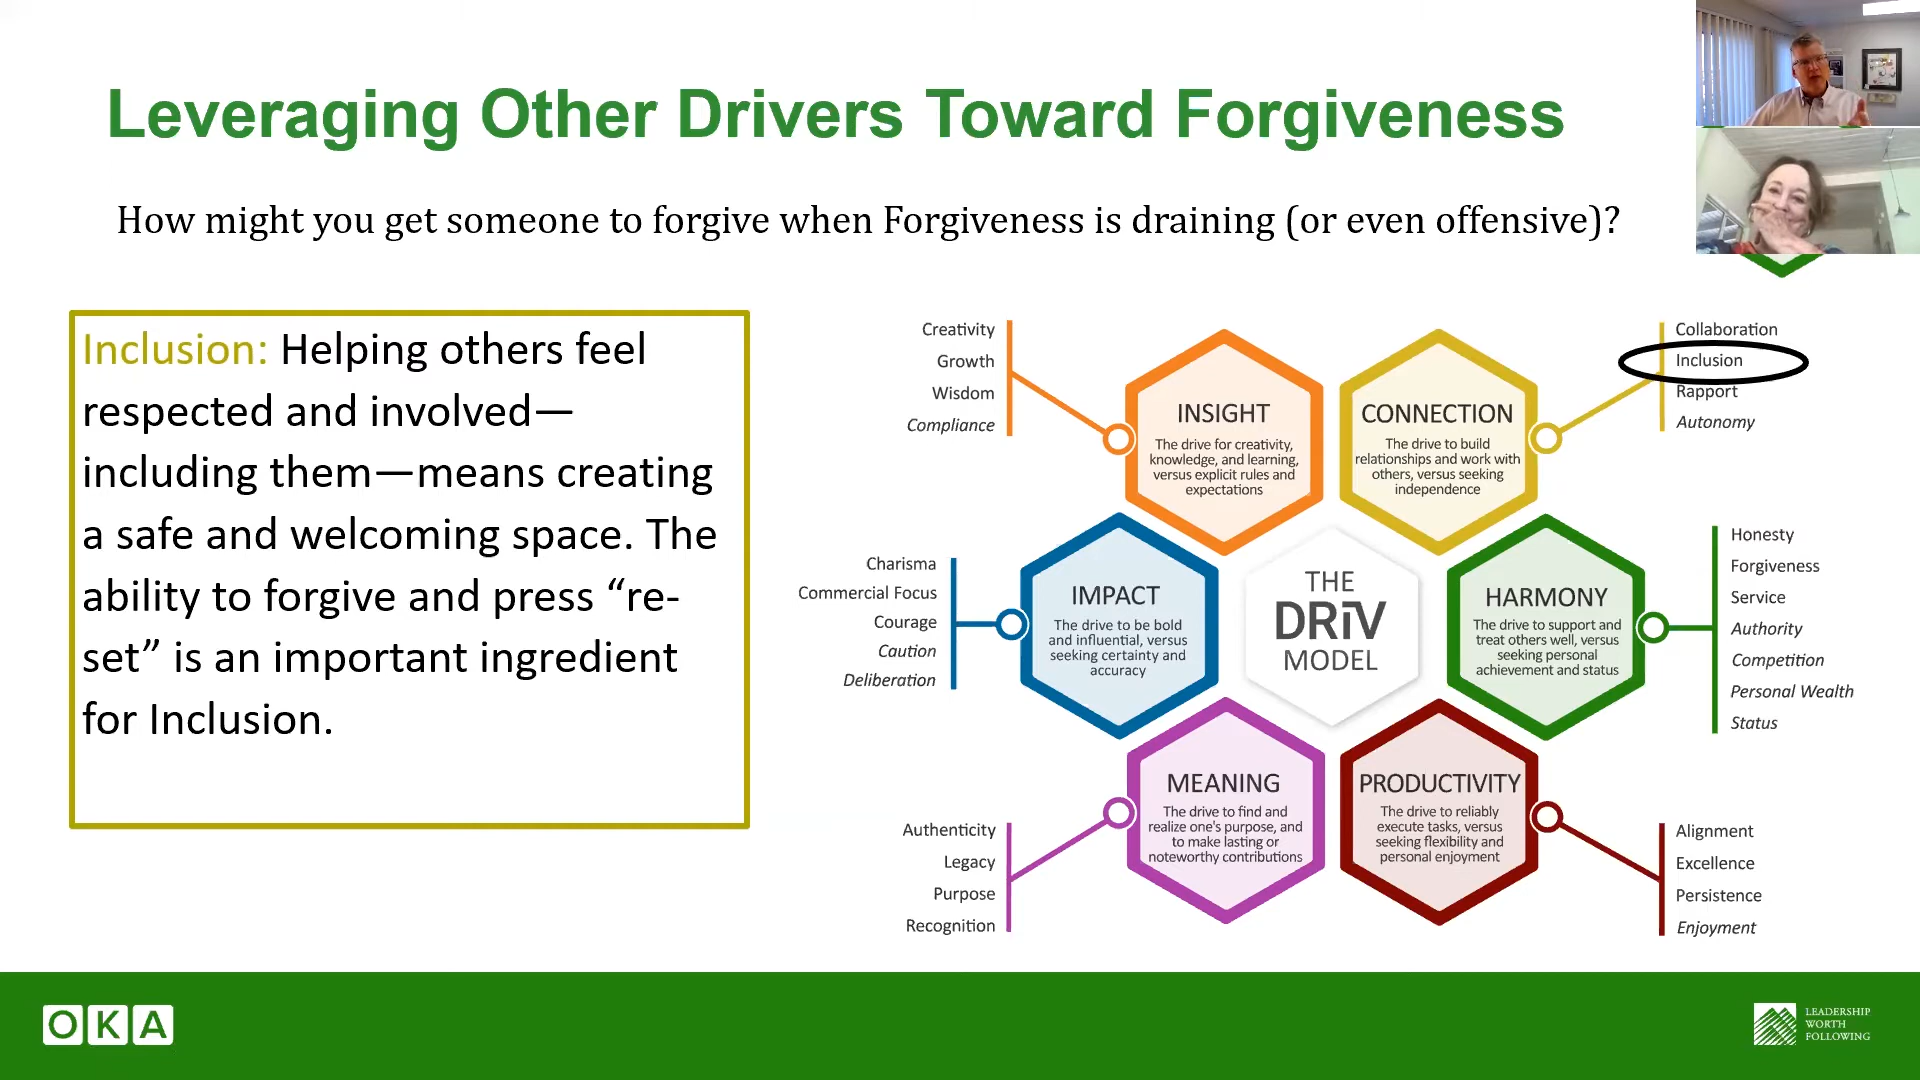 Leveraging Other Drivers Toward Forgiveness
How might you get someone to forgive when Forgiveness is draining (or even offensive)?
Inclusion: Helping others feel
respected and involved—
including them—means creating
a safe and welcoming space. The
ability to forgive and press “re-
set” is an important ingredient
for Inclusion.
Creativity
Growth
Wisdom
Compliance
INSIGHT
The drive for creativity,
knowledge, and learning,
versus explicit rules and
expectations
CONNECTION
The drive to build
relationships and work with
others, versus seeking
independence
Collaboration
Inclusion
Rapport
Autonomy
Charisma
Commercial Focus
Courage
Caution
Deliberation
IMPACT
The drive to be bold
and influential, versus
seeking certainty and
accuracy
THE
DRiV
MODEL
HARMONY
The drive to support and
treat others well, versus
seeking personal
achievement and status
Honesty
Forgiveness
Service
Authority
Competition
Personal Wealth
Status
Authenticity
Legacy
Purpose
Recognition
MEANING
The drive to find and
realize one's purpose, and
to make lasting or
noteworthy contributions
PRODUCTIVITY
The drive to reliably
execute tasks, versus
seeking flexibility and
personal enjoyment
Alignment
Excellence
Persistence
Enjoyment
OKA
LEADERSHIP
WORTH
FOLLOWING